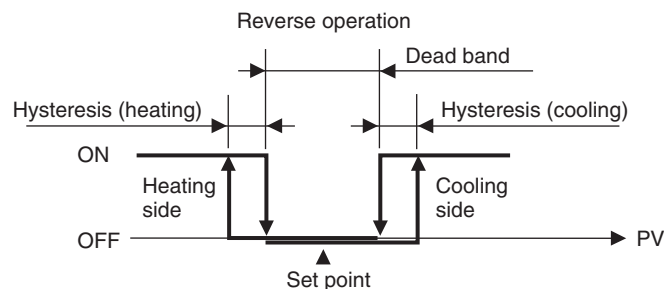 Reverse operation
Dead band
Hysteresis (heating)
Hysteresis (cooling)
ON
Heating
side
Cooling
side
OFF
PV
Set point